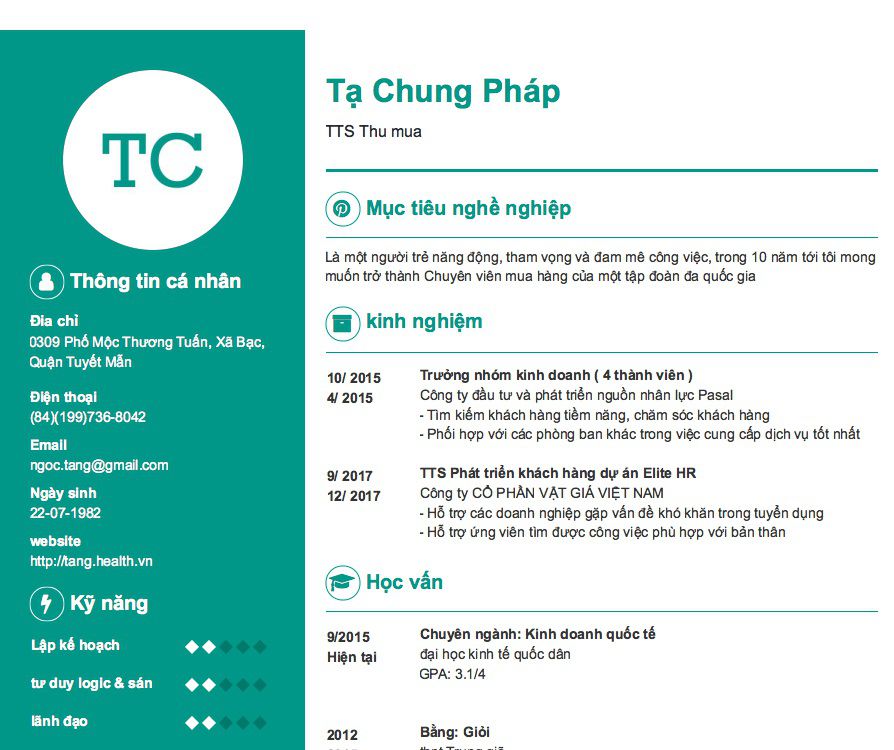 TC
Thông tin cá nhân
Đia chỉ
0309 Phố Mộc Thương Tuấn, Xã Bạc,
Quận Tuyết Mẫn
Điện thoại
(84)(199)736-8042
Email
ngoc.tang@gmail.com
Ngày sinh
22-07-1982
website
http://tang.health.vn
Kỹ năng
Lập kế hoạch
tư duy logic & sán
lãnh đạo
Tạ Chung Pháp
TTS Thu mua
Mục tiêu nghề nghiệp
Là một người trẻ năng động, tham vọng và đam mê công việc, trong 10 năm tới tôi mong
muốn trở thành Chuyên viên mua hàng của một tập đoàn đa quốc gia
kinh nghiệm
10/ 2015
4/ 2015
Trưởng nhóm kinh doanh ( 4 thành viên )
Công ty đầu tư và phát triển nguồn nhân lực Pasal
- Tìm kiếm khách hàng tiềm năng, chăm sóc khách hàng
- Phối hợp với các phòng ban khác trong việc cung cấp dịch vụ tốt nhất
9/ 2017
12/ 2017
TTS Phát triển khách hàng dự án Elite HR
Công ty CỔ PHẦN VẬT GIÁ VIỆT NAM
- Hỗ trợ các doanh nghiệp gặp vấn đề khó khăn trong tuyển dụng
- Hỗ trợ ứng viên tìm được công việc phù hợp với bản thân
Học vấn
9/2015
Hiện tại
Chuyên ngành: Kinh doanh quốc tế
đại học kinh tế quốc dân
GPA: 3.1/4
2012
Bằng: Giỏi